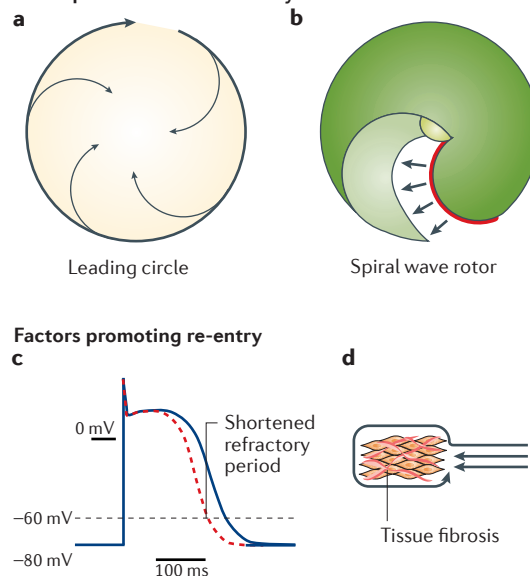 a
b
Leading circle
Spiral wave rotor
Factors promoting re-entry
c
d
0 mV
Shortened
refractory
period
–60 mV
–80 mV
100 ms
Tissue fibrosis